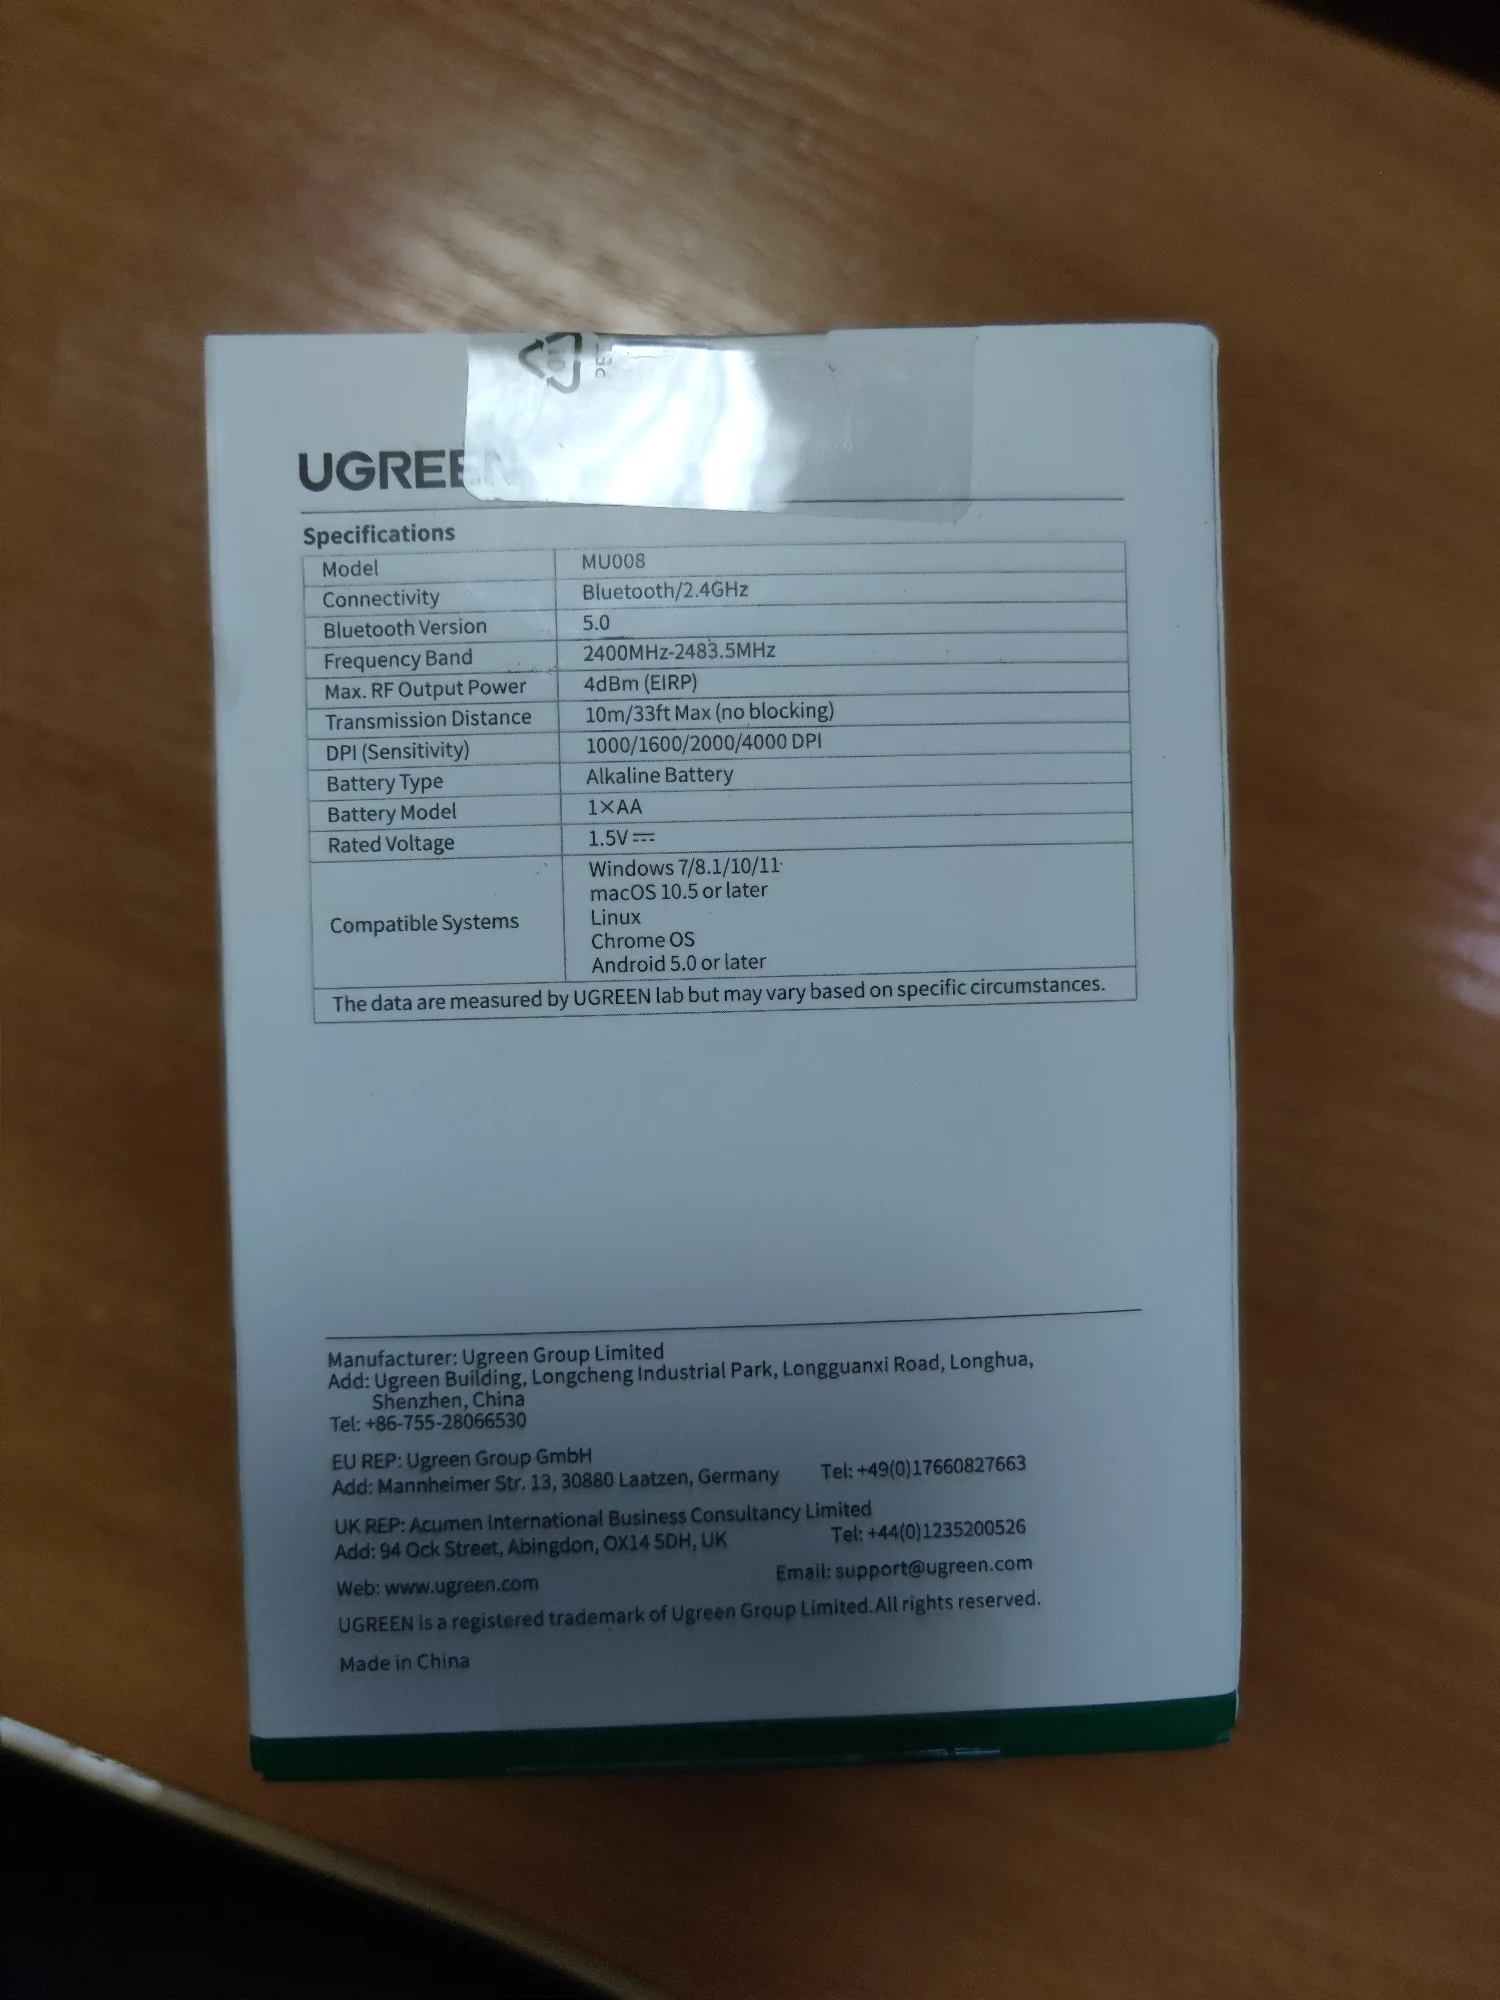 UGREEN
Specifications
Model MU008
Connectivity Bluetooth/2.4GHz
Bluetooth Version 5.0
Frequency Band 2400MHz-2483.5MHz
Max. RF Output Power 4dBm (EIRP)
Transmission Distance 10m/33ft Max (no blocking)
DPI (Sensitivity) 1000/1600/2000/4000 DPI
Battery Type Alkaline Battery
Battery Model 1×AA
Rated Voltage 1.5V⎓
Compatible Systems Windows 7/8.1/10/11
macOS 10.5 or later
Linux
Chrome OS
Android 5.0 or later
The data are measured by UGREEN lab but may vary based on specific circumstances.
Manufacturer: Ugreen Group Limited
Add: Ugreen Building, Longcheng Industrial Park, Longguanxi Road, Longhua,
Shenzhen, China
Tel: +86-755-28066530
EU REP: Ugreen Group GmbH
Add: Mannheimer Str. 13, 30880 Laatzen, Germany Tel: +49(0)17660827663
UK REP: Acumen International Business Consultancy Limited
Add: 94 Ock Street, Abingdon, OX14 5DH, UK Tel: +44(0)1235200526
Web: www.ugreen.com Email: support@ugreen.com
UGREEN is a registered trademark of Ugreen Group Limited.All rights reserved.
Made in China